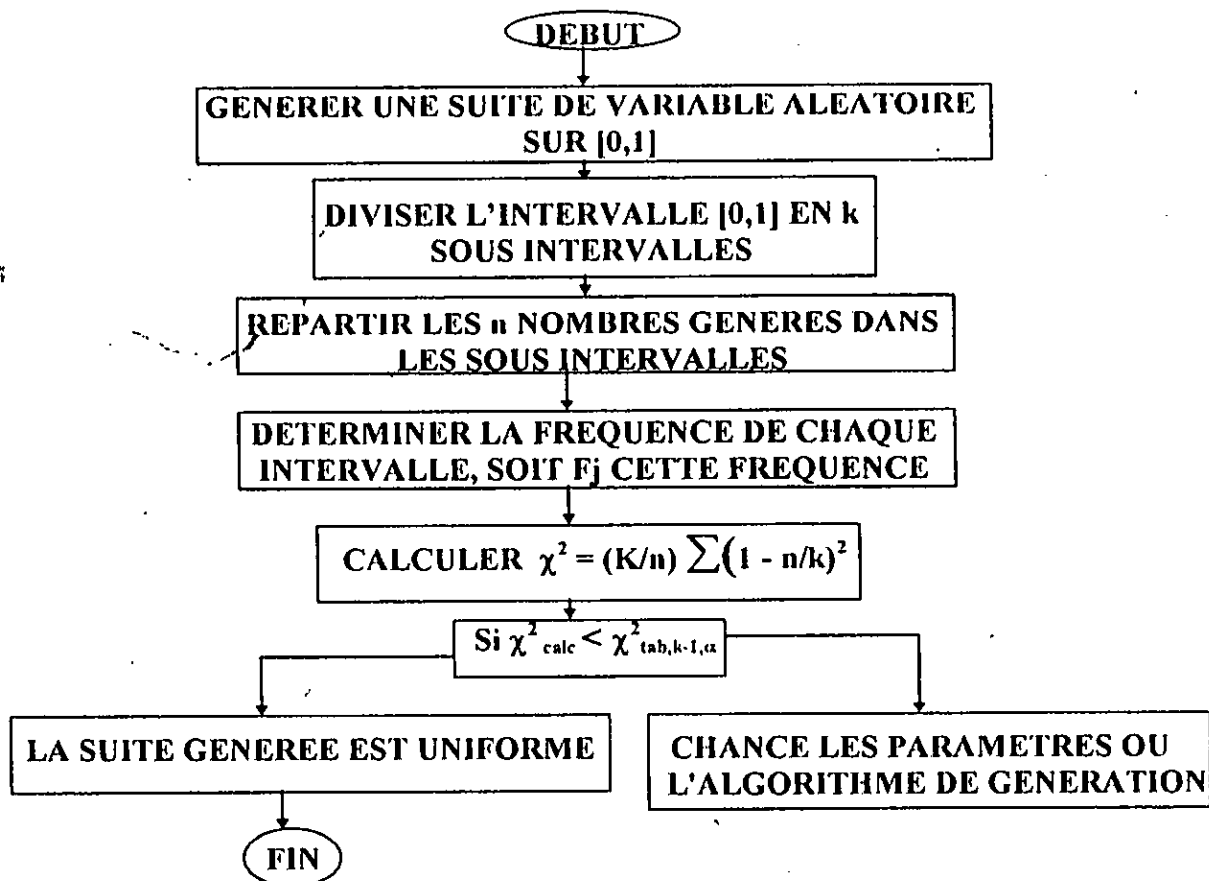 DEBUT
GENERER UNE SUITE DE VARIABLE ALEATOIRE
SUR [0,1]
DIVISER L'INTERVALLE [0,1] EN k
SOUS INTERVALLES
REPARTIR LES n NOMBRES GENERES DANS
LES SOUS INTERVALLES
DETERMINER LA FREQUENCE DE CHAQUE
INTERVALLE, SOIT Fj CETTE FREQUENCE
CALCULER χ² = (K/n) ∑(1 - n/k)²
Si χ²calc < χ²tab,k-1,α
LA SUITE GENEREE EST UNIFORME
CHANCE LES PARAMETRES OU
L'ALGORITHME DE GENERATION
FIN